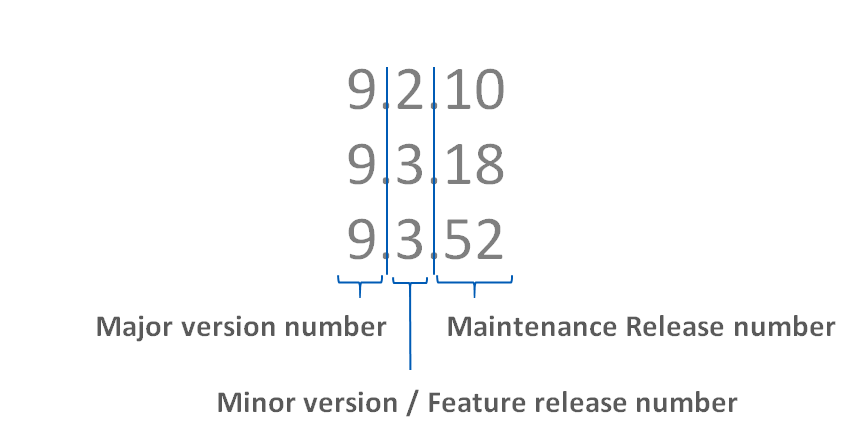 9.2.10
9.3.18
9.3.52
Major version number
Maintenance Release number
Minor version / Feature release number